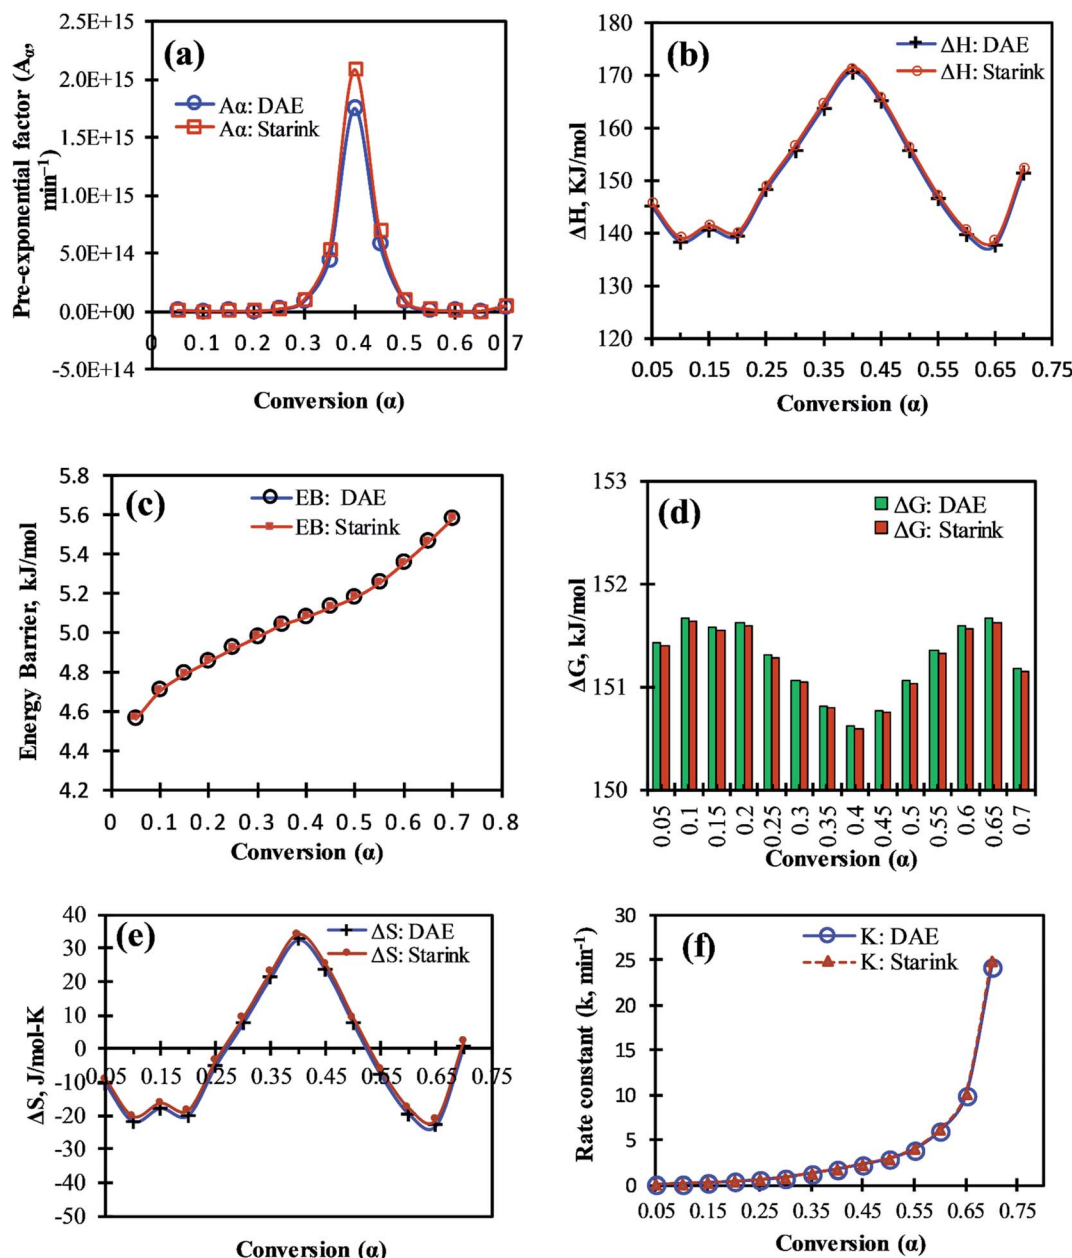 (a)
Pre-exponential factor (Aα,
min⁻¹)
2.5E+15
2.0E+15
1.5E+15
1.0E+15
5.0E+14
0.0E+00
-5.0E+14
Aα: DAE
Aα: Starink
0 0.1 0.2 0.3 0.4 0.5 0.6 0.7
Conversion (α)
(b)
ΔH, KJ/mol
180
170
160
150
140
130
120
ΔH: DAE
ΔH: Starink
0.05 0.15 0.25 0.35 0.45 0.55 0.65 0.75
Conversion (α)
(c)
Energy Barrier, kJ/mol
5.8
5.6
5.4
5.2
5.0
4.8
4.6
4.4
4.2
EB: DAE
EB: Starink
0 0.1 0.2 0.3 0.4 0.5 0.6 0.7 0.8
Conversion (α)
(d)
ΔG, kJ/mol
153
152
151
150
ΔG: DAE
ΔG: Starink
0.05 0.1 0.15 0.2 0.25 0.3 0.35 0.4 0.45 0.5 0.55 0.6 0.65 0.7
Conversion (α)
(e)
ΔS, J/mol-K
40
30
20
10
0
-10
-20
-30
-40
-50
ΔS: DAE
ΔS: Starink
0.05 0.15 0.25 0.35 0.45 0.55 0.65 0.75
Conversion (α)
(f)
Rate constant (k, min⁻¹)
30
25
20
15
10
5
0
K: DAE
K: Starink
0.05 0.15 0.25 0.35 0.45 0.55 0.65 0.75
Conversion (α)